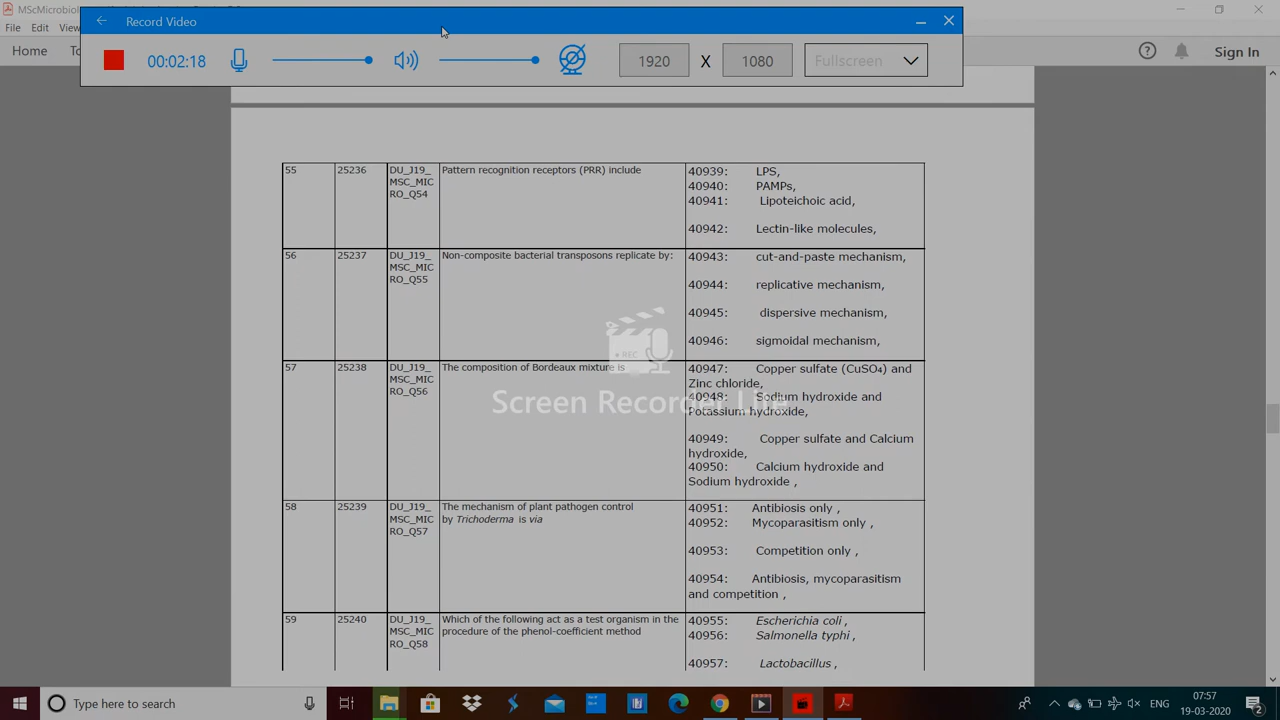 MScMicrobio
Record Video
File Edit
00:02:18
1920 X 1080 Fullscreen
Home To
Sign In
55 25236 DU_J19_ Pattern recognition receptors (PRR) include 40939: LPS,
MSC_MIC 40940: PAMPs,
RO_Q54 40941: Lipoteichoic acid,
40942: Lectin-like molecules,
56 25237 DU_J19_ Non-composite bacterial transposons replicate by: 40943: cut-and-paste mechanism,
MSC_MIC
RO_Q55 40944: replicative mechanism,
40945: dispersive mechanism,
40946: sigmoidal mechanism,
57 25238 DU_J19_ The composition of Bordeaux mixture is 40947: Copper sulfate (CuSO₄) and
MSC_MIC Zinc chloride,
RO_Q56 40948: Sodium hydroxide and
Potassium hydroxide,
40949: Copper sulfate and Calcium
hydroxide,
40950: Calcium hydroxide and
Sodium hydroxide ,
REC
Screen Recorder Lite
58 25239 DU_J19_ The mechanism of plant pathogen control 40951: Antibiosis only ,
MSC_MIC by Trichoderma is via 40952: Mycoparasitism only ,
RO_Q57
40953: Competition only ,
40954: Antibiosis, mycoparasitism
and competition ,
59 25240 DU_J19_ Which of the following act as a test organism in the 40955: Escherichia coli ,
MSC_MIC procedure of the phenol-coefficient method 40956: Salmonella typhi ,
RO_Q58
40957: Lactobacillus ,
Type here to search
ENG
07:57
19-03-2020
2